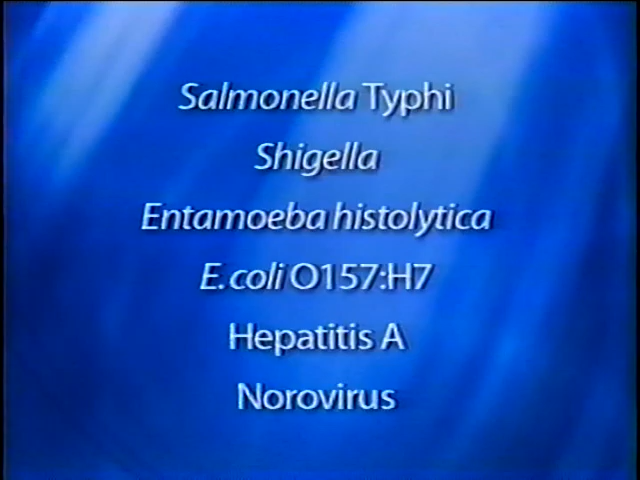 Salmonella Typhi
Shigella
Entamoeba histolytica
E. coli O157:H7
Hepatitis A
Norovirus